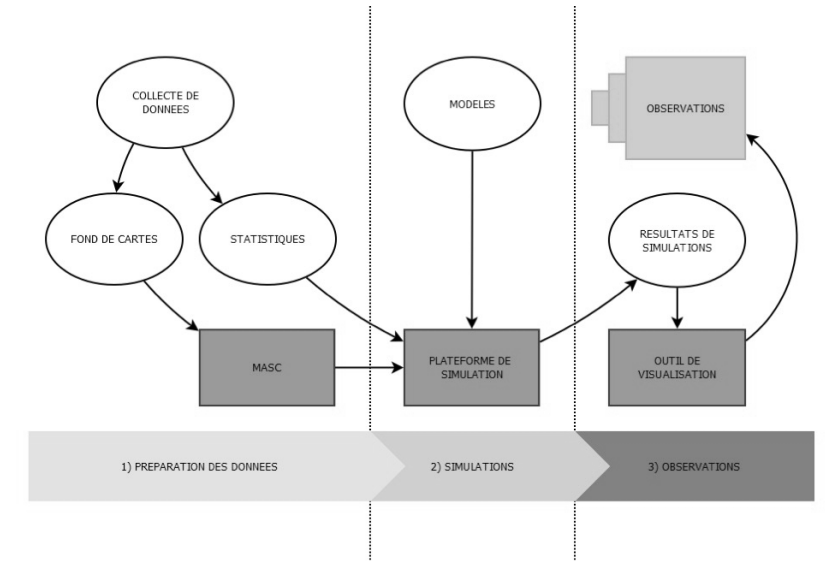 COLLECTE DE
DONNEES
MODELES
OBSERVATIONS
FOND DE CARTES
STATISTIQUES
RESULTATS DE
SIMULATIONS
MASC
PLATEFORME DE
SIMULATION
OUTIL DE
VISUALISATION
1) PREPARATION DES DONNEES
2) SIMULATIONS
3) OBSERVATIONS